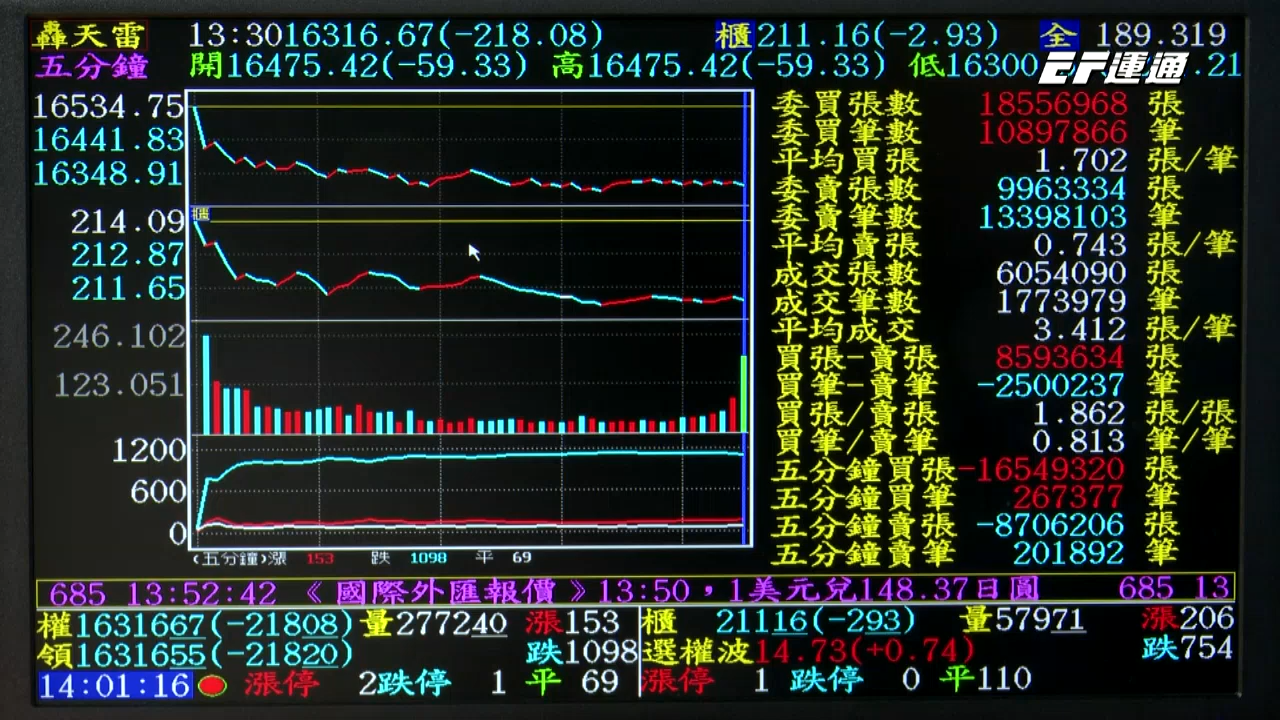 轟天雷 13:30 16316.67(-218.08) 櫃211.16(-2.93) 全 189.319
五分鐘 開16475.42(-59.33) 高16475.42(-59.33) 低16300 .21
EF運通
16534.75
16441.83
16348.91
櫃
214.09
212.87
211.65
246.102
123.051
1200
600
0
(五分鐘)漲 153 跌 1098 平 69
委買張數 18556968 張
委買筆數 10897866 筆
平均買張 1.702 張/筆
委賣張數 9963334 張
委賣筆數 13398103 筆
平均賣張 0.743 張/筆
成交張數 6054090 張
成交筆數 1773979 筆
平均成交 3.412 張/筆
買張-賣張 8593634 張
買筆-賣筆 -2500237 筆
買張/賣張 1.862 張/張
買筆/賣筆 0.813 筆/筆
五分鐘買張 -16549320 張
五分鐘買筆 267377 筆
五分鐘賣張 -8706206 張
五分鐘賣筆 201892 筆
685 13:52:42 《國際外匯報價》13:50，1美元兌148.37日圓 685 13
權1631667(-21808) 量277240 漲153 櫃 21116(-293) 量57971 漲206
領1631655(-21820) 跌1098 選權波14.73(+0.74) 跌754
14:01:16 漲停 2 跌停 1 平 69 漲停 1 跌停 0 平110